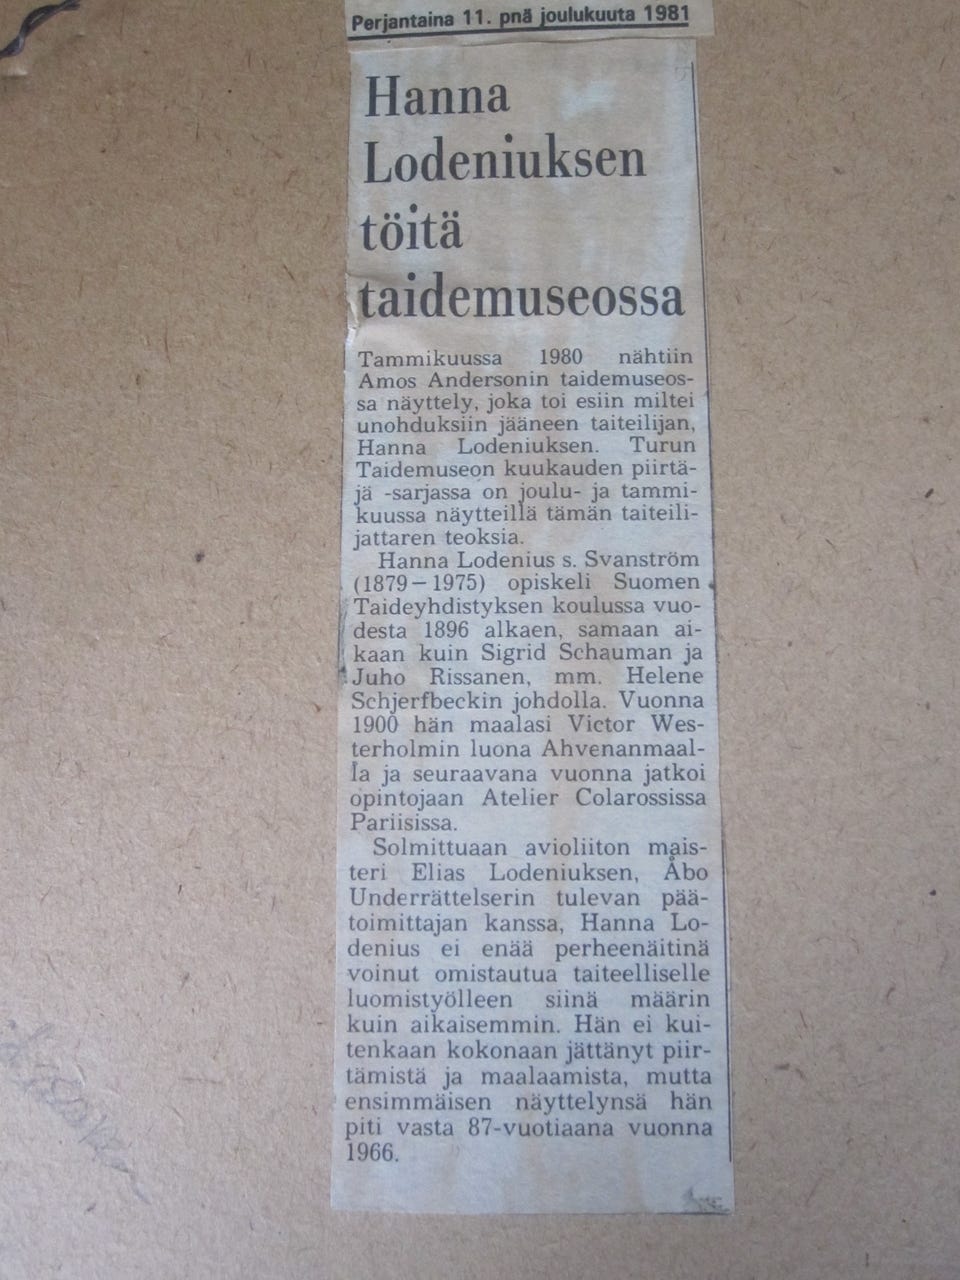 Perjantaina 11. pnä joulukuuta 1981
Hanna
Lodeniuksen
töitä
taidemuseossa
Tammikuussa 1980 nähtiin
Amos Andersonin taidemuseos-
sa näyttely, joka toi esiin miltei
unohduksiin jääneen taiteilijan,
Hanna Lodeniuksen. Turun
Taidemuseon kuukauden piirtä-
jä -sarjassa on joulu- ja tammi-
kuussa näytteillä tämän taiteili-
jattaren teoksia.
Hanna Lodenius s. Svanström
(1879—1975) opiskeli Suomen
Taideyhdistyksen koulussa vuo-
desta 1896 alkaen, samaan ai-
kaan kuin Sigrid Schauman ja
Juho Rissanen, mm. Helene
Schjerfbeckin johdolla. Vuonna
1900 hän maalasi Victor Wes-
terholmin luona Ahvenanmaal-
la ja seuraavana vuonna jatkoi
opintojaan Atelier Colarossissa
Pariisissa.
Solmittuaan avioliiton mais-
teri Elias Lodeniuksen, Åbo
Underrättelserin tulevan pää-
toimittajan kanssa, Hanna Lo-
denius ei enää perheenäitinä
voinut omistautua taiteelliselle
luomistyölleen siinä määrin
kuin aikaisemmin. Hän ei kui-
tenkaan kokonaan jättänyt piir-
tämistä ja maalaamista, mutta
ensimmäisen näyttelynsä hän
piti vasta 87-vuotiaana vuonna
1966.